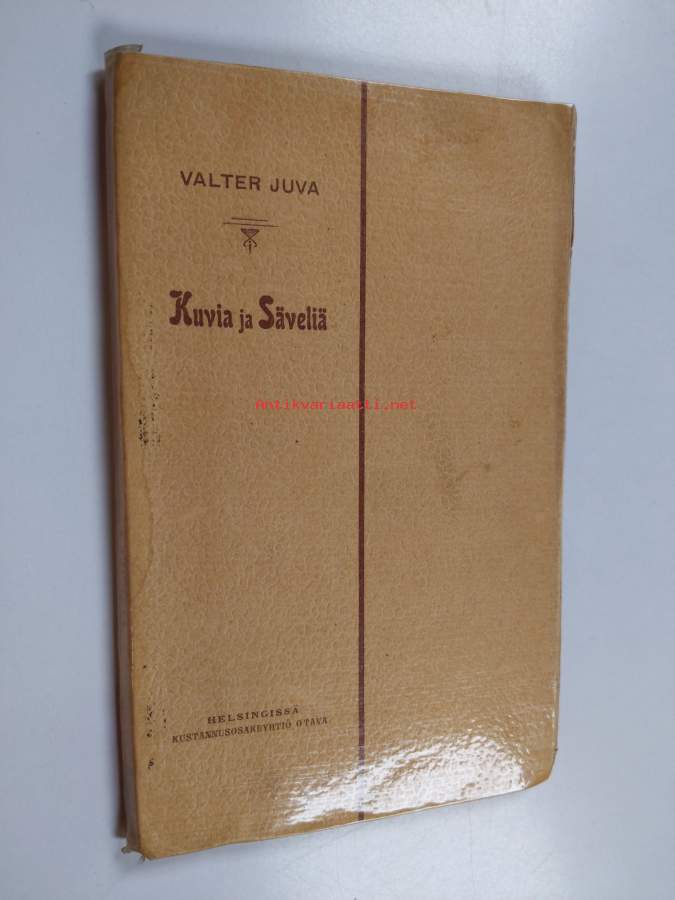 VALTER JUVA
Kuvia ja Säveliä
Antikvariaatti.net
HELSINGISSÄ
KUSTANNUSOSAKEYHTIÖ OTAVA